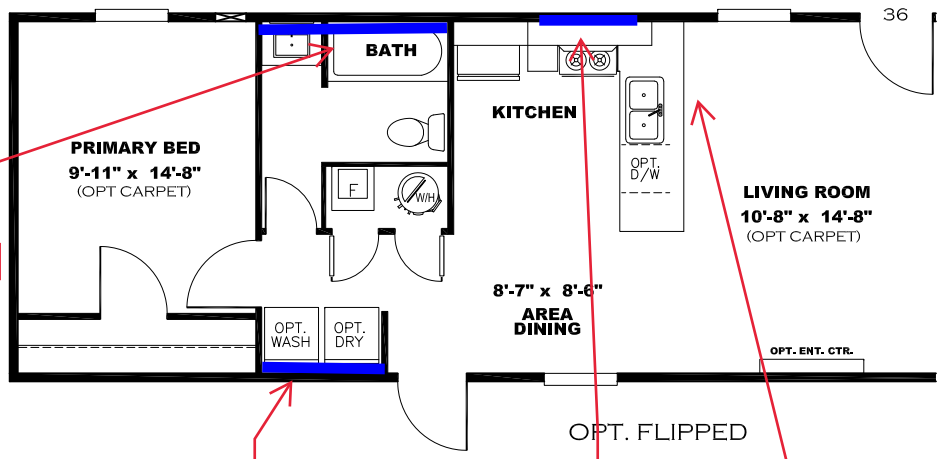 36
BATH
KITCHEN
PRIMARY BED
9'-11" x 14'-8"
(OPT CARPET)
F
W/H
OPT.
D/W
LIVING ROOM
10'-8" x 14'-8"
(OPT CARPET)
8'-7" x 8'-6"
AREA
DINING
OPT.
WASH
OPT.
DRY
OPT. ENT. CTR.
OPT. FLIPPED